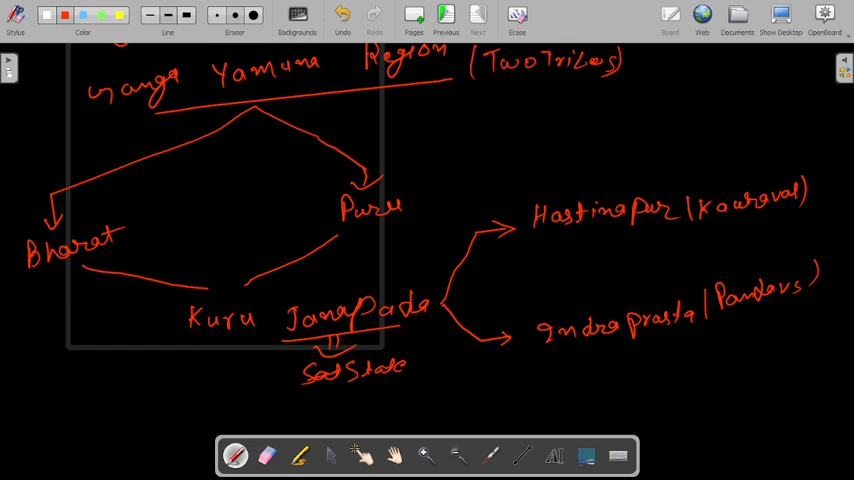 Stylus
Color
Line
Eraser
Backgrounds
Undo
Redo
Pages
Previous
Next
Erase
Board
Web
Documents
Show Desktop
OpenBoard
Ganga Yamuna Region (Two Tribes)
Bharat
Puru
Kuru Janapada
Hastinapur (Kauravas)
Indraprasta (Pandavs)
State